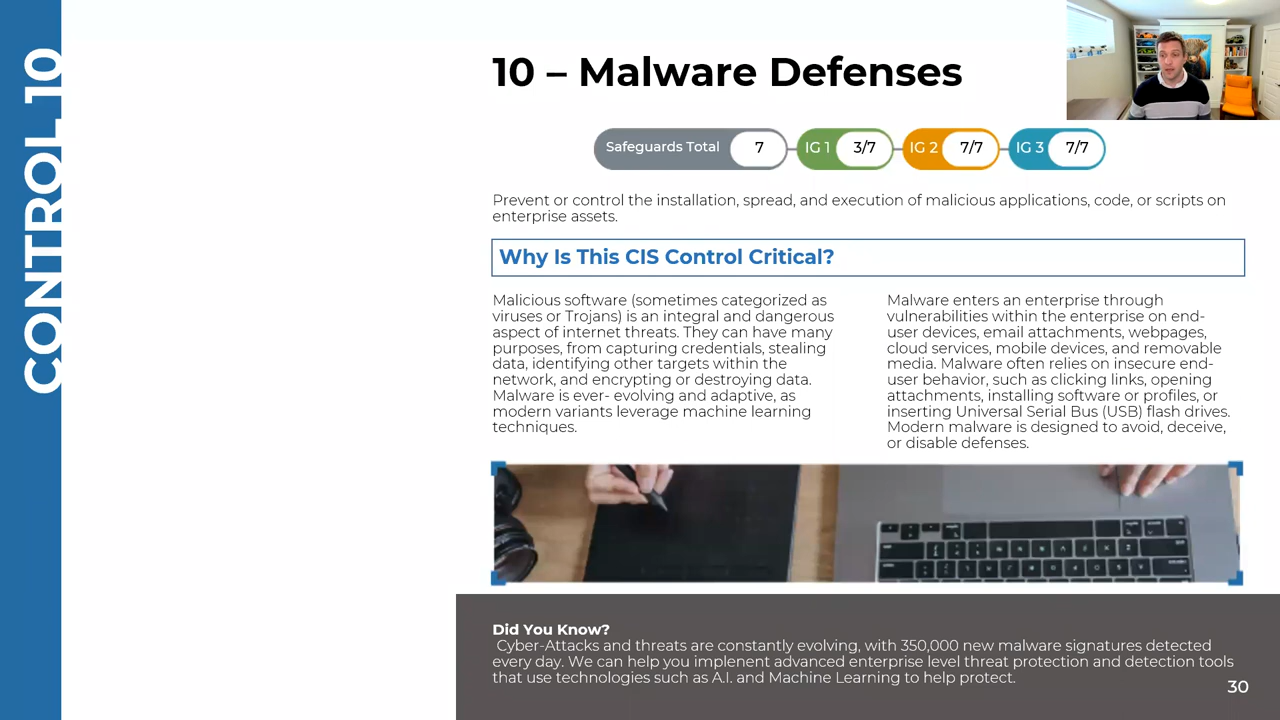 CONTROL 10
10 – Malware Defenses
Safeguards Total 7 IG 1 3/7 IG 2 7/7 IG 3 7/7
Prevent or control the installation, spread, and execution of malicious applications, code, or scripts on
enterprise assets.
Why Is This CIS Control Critical?
Malicious software (sometimes categorized as
viruses or Trojans) is an integral and dangerous
aspect of internet threats. They can have many
purposes, from capturing credentials, stealing
data, identifying other targets within the
network, and encrypting or destroying data.
Malware is ever- evolving and adaptive, as
modern variants leverage machine learning
techniques.
Malware enters an enterprise through
vulnerabilities within the enterprise on end-
user devices, email attachments, webpages,
cloud services, mobile devices, and removable
media. Malware often relies on insecure end-
user behavior, such as clicking links, opening
attachments, installing software or profiles, or
inserting Universal Serial Bus (USB) flash drives.
Modern malware is designed to avoid, deceive,
or disable defenses.
Did You Know?
Cyber-Attacks and threats are constantly evolving, with 350,000 new malware signatures detected
every day. We can help you implenent advanced enterprise level threat protection and detection tools
that use technologies such as A.I. and Machine Learning to help protect.
30